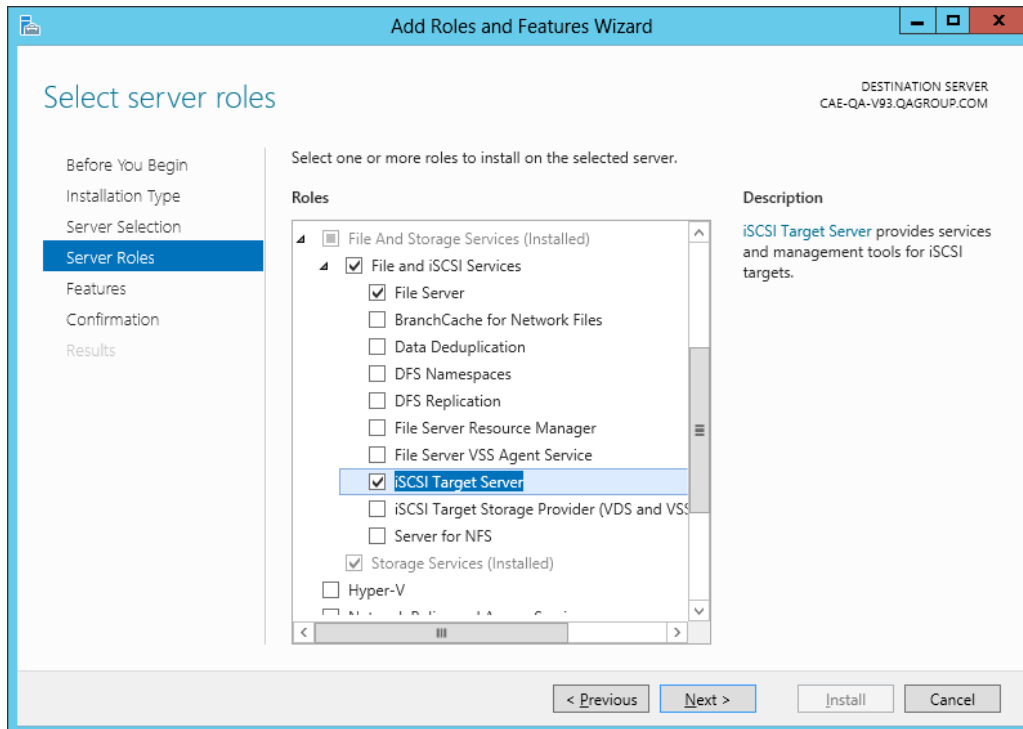 Add Roles and Features Wizard
Select server roles
DESTINATION SERVER
CAE-QA-V93.QAGROUP.COM
Before You Begin
Installation Type
Server Selection
Server Roles
Features
Confirmation
Results
Select one or more roles to install on the selected server.
Roles
File And Storage Services (Installed)
File and iSCSI Services
File Server
BranchCache for Network Files
Data Deduplication
DFS Namespaces
DFS Replication
File Server Resource Manager
File Server VSS Agent Service
iSCSI Target Server
iSCSI Target Storage Provider (VDS and VSS
Server for NFS
Storage Services (Installed)
Hyper-V
Description
iSCSI Target Server provides services
and management tools for iSCSI
targets.
< Previous
Next >
Install
Cancel